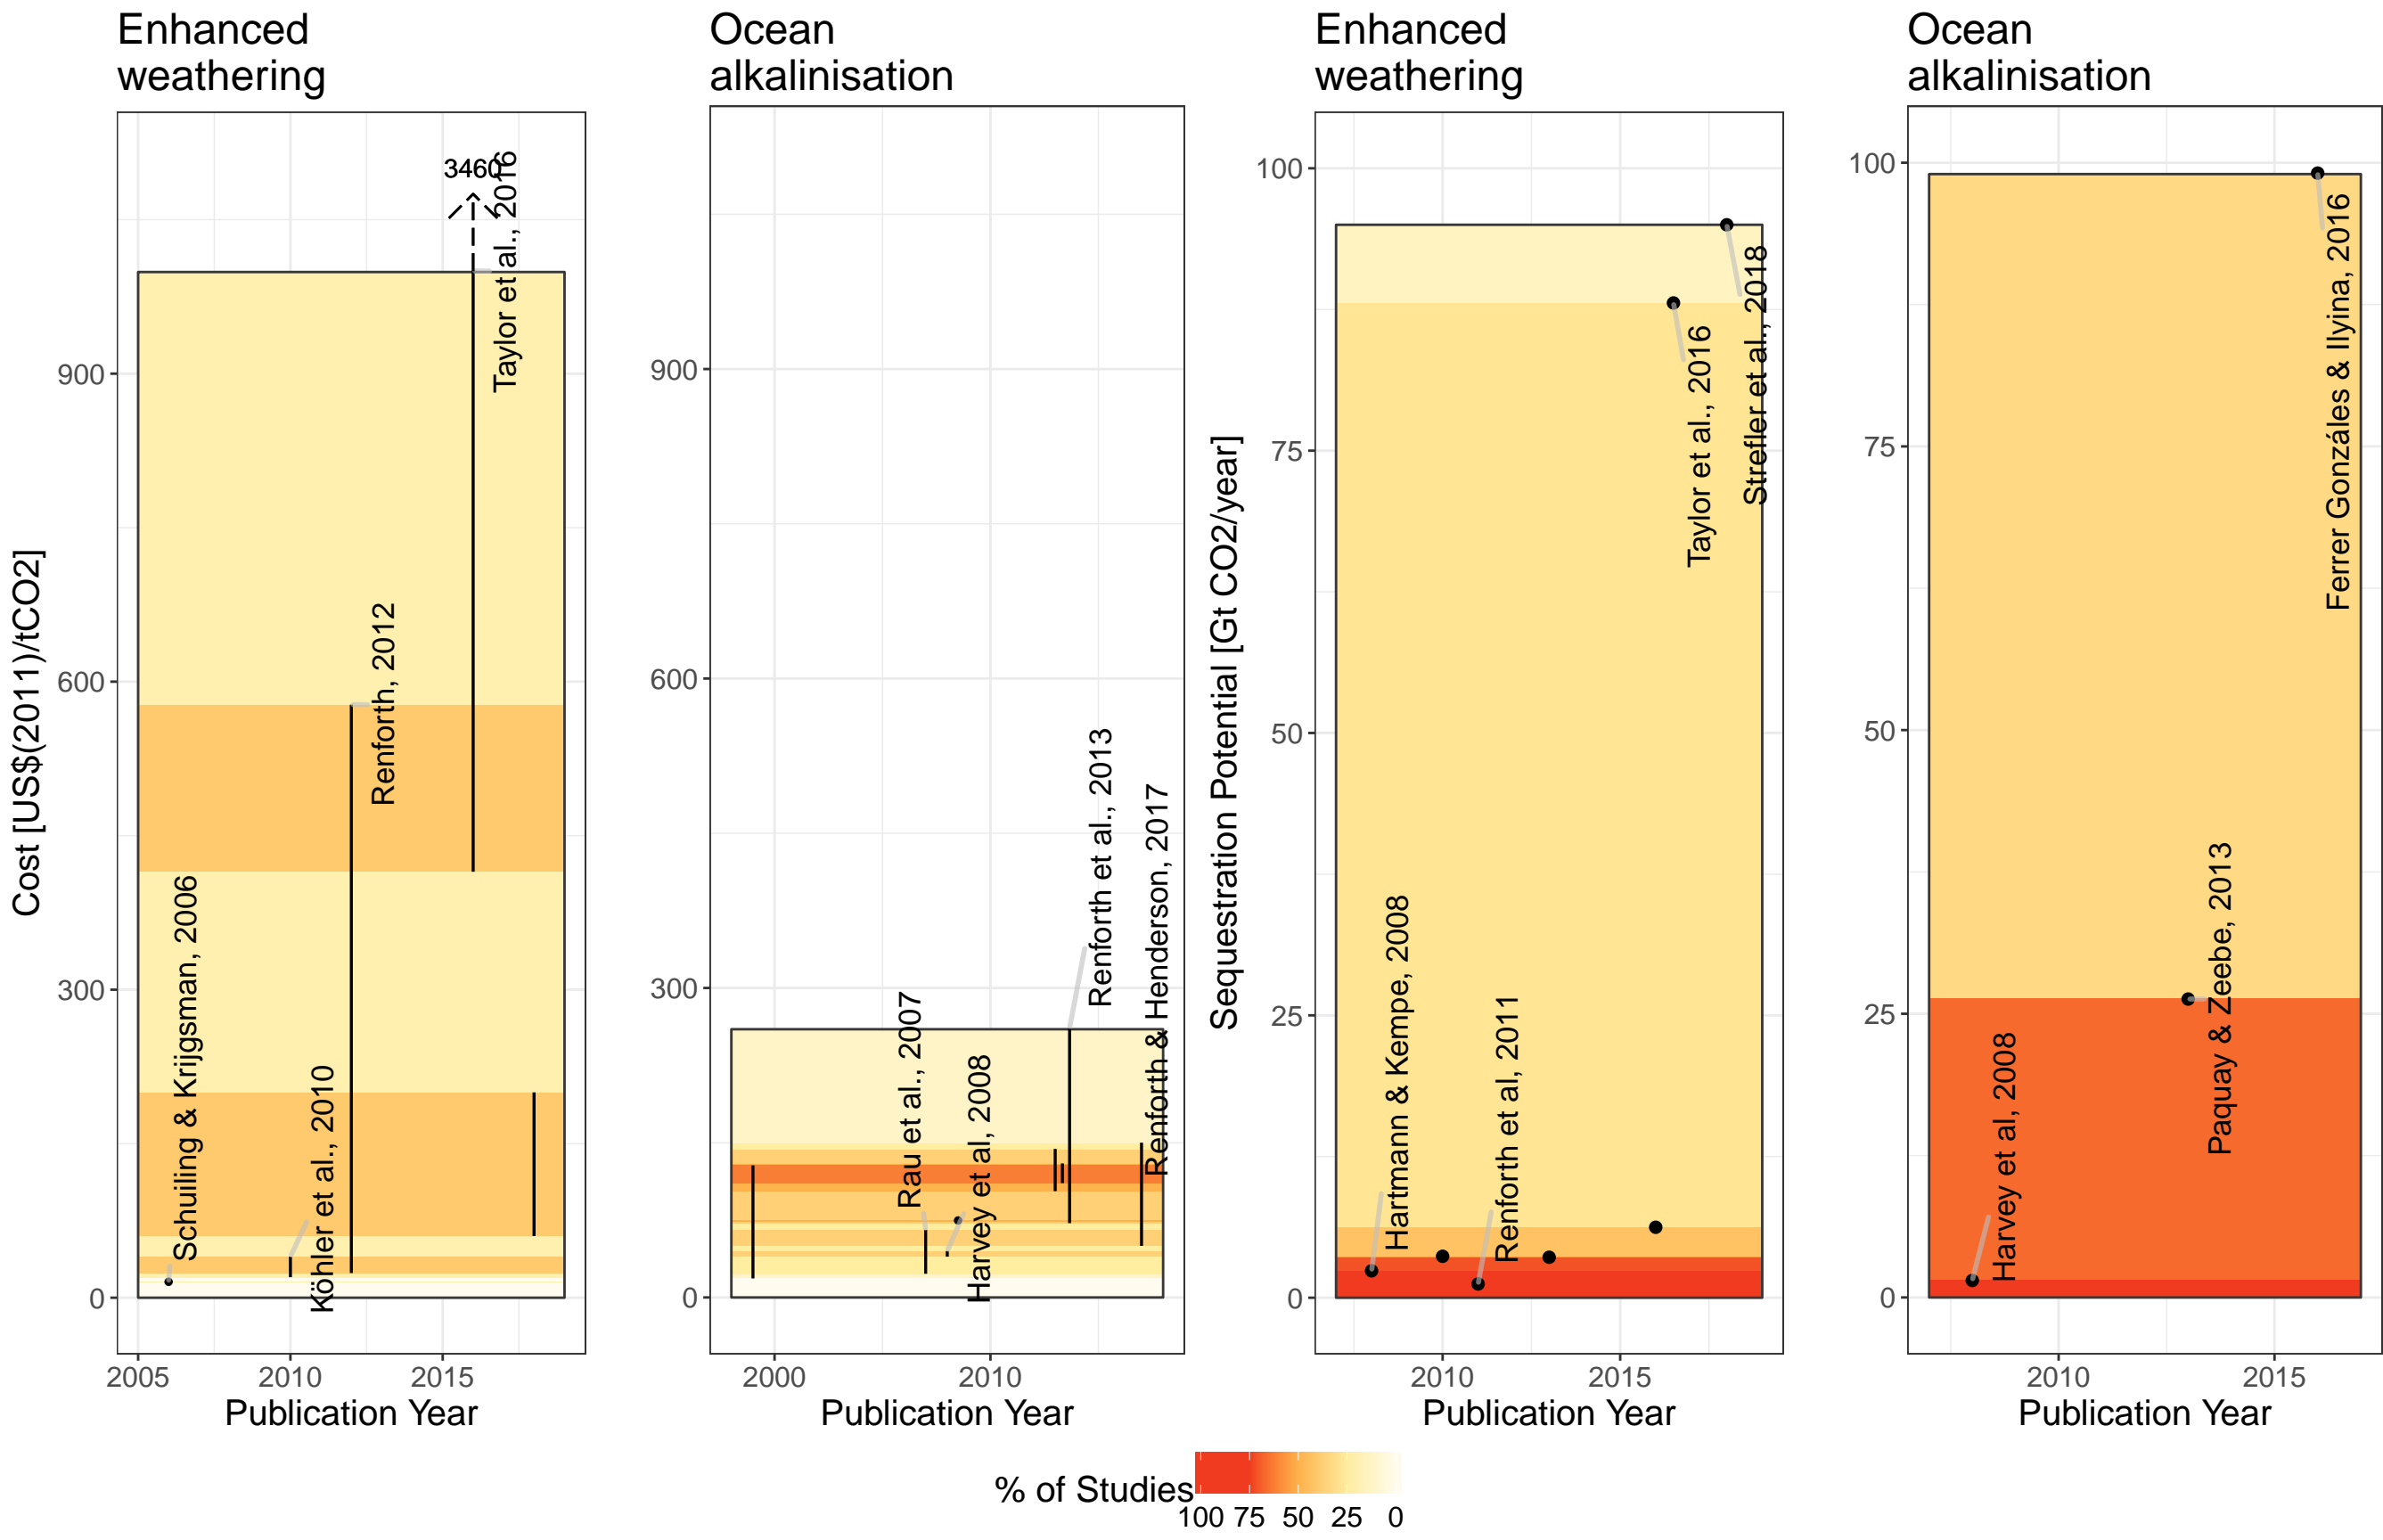 Enhanced
weathering
Ocean
alkalinisation
Enhanced
weathering
Ocean
alkalinisation
Cost [US$(2011)/tCO2]
900
600
300
0
3460
Taylor et al., 2016
Renforth, 2012
Schuiling & Krijgsman, 2006
Köhler et al., 2010
2005
2010
2015
Publication Year
900
600
300
0
Renforth et al., 2013
Renforth & Henderson, 2017
Rau et al., 2007
Harvey et al, 2008
2000
2010
Publication Year
Sequestration Potential [Gt CO2/year]
100
75
50
25
0
Strefler et al., 2018
Taylor et al., 2016
Hartmann & Kempe, 2008
Renforth et al, 2011
2010
2015
Publication Year
100
75
50
25
0
Ferrer Gonzáles & Ilyina, 2016
Paquay & Zeebe, 2013
Harvey et al, 2008
2010
2015
Publication Year
% of Studies
100 75 50 25 0